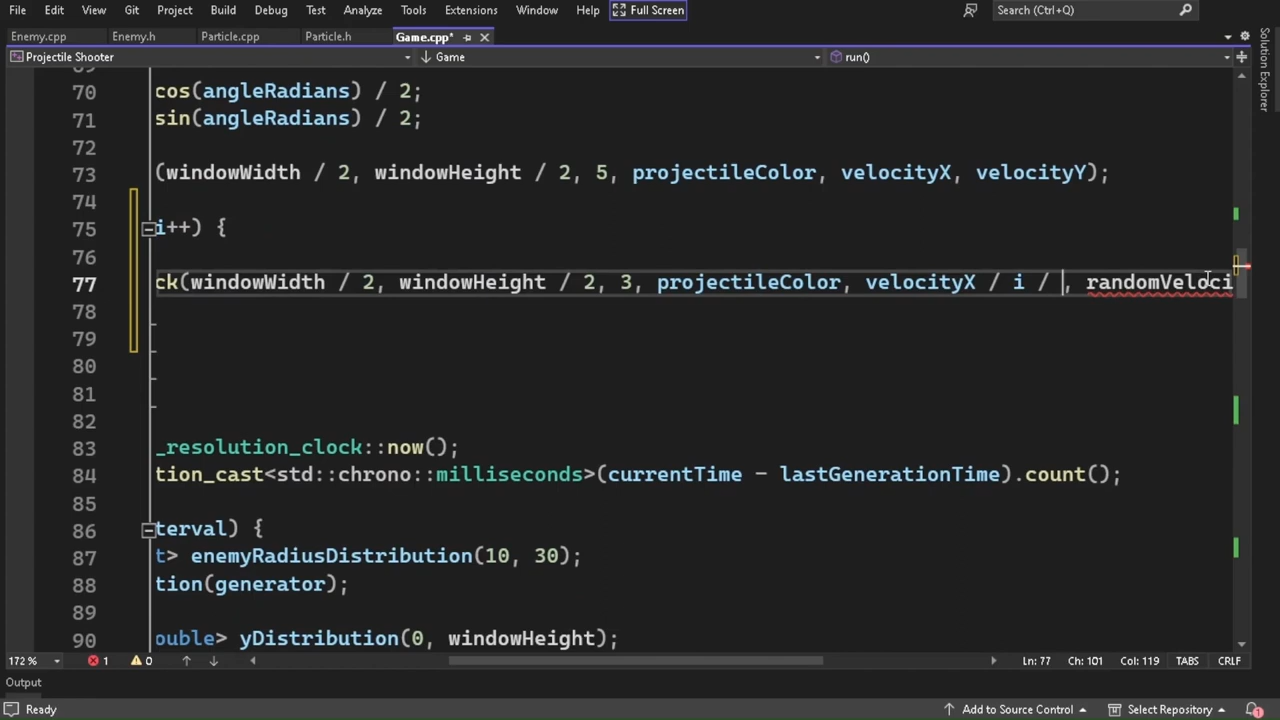 File Edit View Git Project Build Debug Test Analyze Tools Extensions Window Help Full Screen Search (Ctrl+Q)
Enemy.cpp Enemy.h Particle.cpp Particle.h Game.cpp*
Projectile Shooter Game run()
Solution Explorer
70 cos(angleRadians) / 2;
71 sin(angleRadians) / 2;
72
73 (windowWidth / 2, windowHeight / 2, 5, projectileColor, velocityX, velocityY);
74
75 i++) {
76
77 ck(windowWidth / 2, windowHeight / 2, 3, projectileColor, velocityX / i / , randomVeloci
78
79
80
81
82
83 _resolution_clock::now();
84 tion_cast<std::chrono::milliseconds>(currentTime - lastGenerationTime).count();
85
86 terval) {
87 t> enemyRadiusDistribution(10, 30);
88 tion(generator);
89
90 ouble> yDistribution(0, windowHeight);
172 % 1 0 Ln: 77 Ch: 101 Col: 119 TABS CRLF
Output
Ready Add to Source Control Select Repository 1